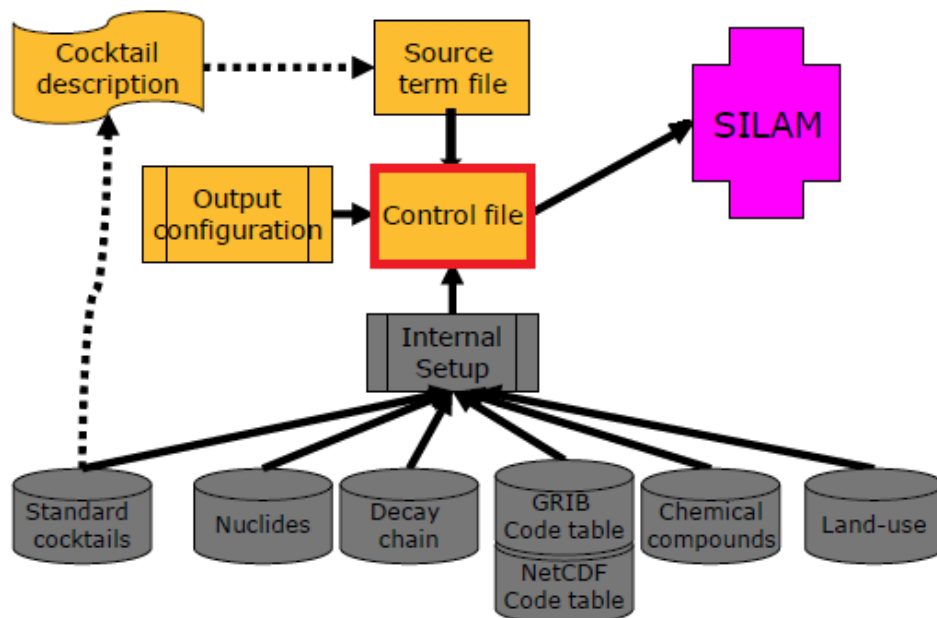 Cocktail
description
Source
term file
SILAM
Output
configuration
Control file
Internal
Setup
Standard
cocktails
Nuclides
Decay
chain
GRIB
Code table
NetCDF
Code table
Chemical
compounds
Land-use